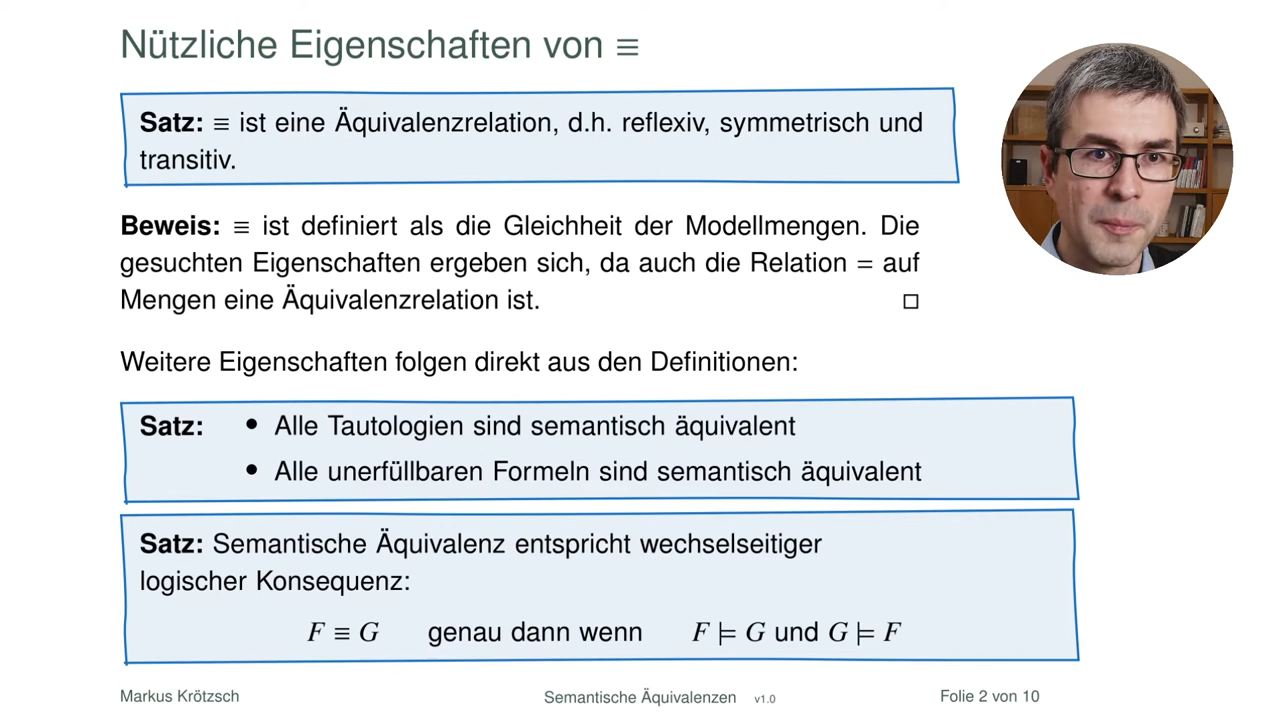 Nützliche Eigenschaften von ≡
Satz: ≡ ist eine Äquivalenzrelation, d.h. reflexiv, symmetrisch und
transitiv.
Beweis: ≡ ist definiert als die Gleichheit der Modellmengen. Die
gesuchten Eigenschaften ergeben sich, da auch die Relation = auf
Mengen eine Äquivalenzrelation ist. □
Weitere Eigenschaften folgen direkt aus den Definitionen:
Satz: • Alle Tautologien sind semantisch äquivalent
• Alle unerfüllbaren Formeln sind semantisch äquivalent
Satz: Semantische Äquivalenz entspricht wechselseitiger
logischer Konsequenz:
F ≡ G genau dann wenn F ⊨ G und G ⊨ F
Markus Krötzsch Semantische Äquivalenzen v1.0 Folie 2 von 10